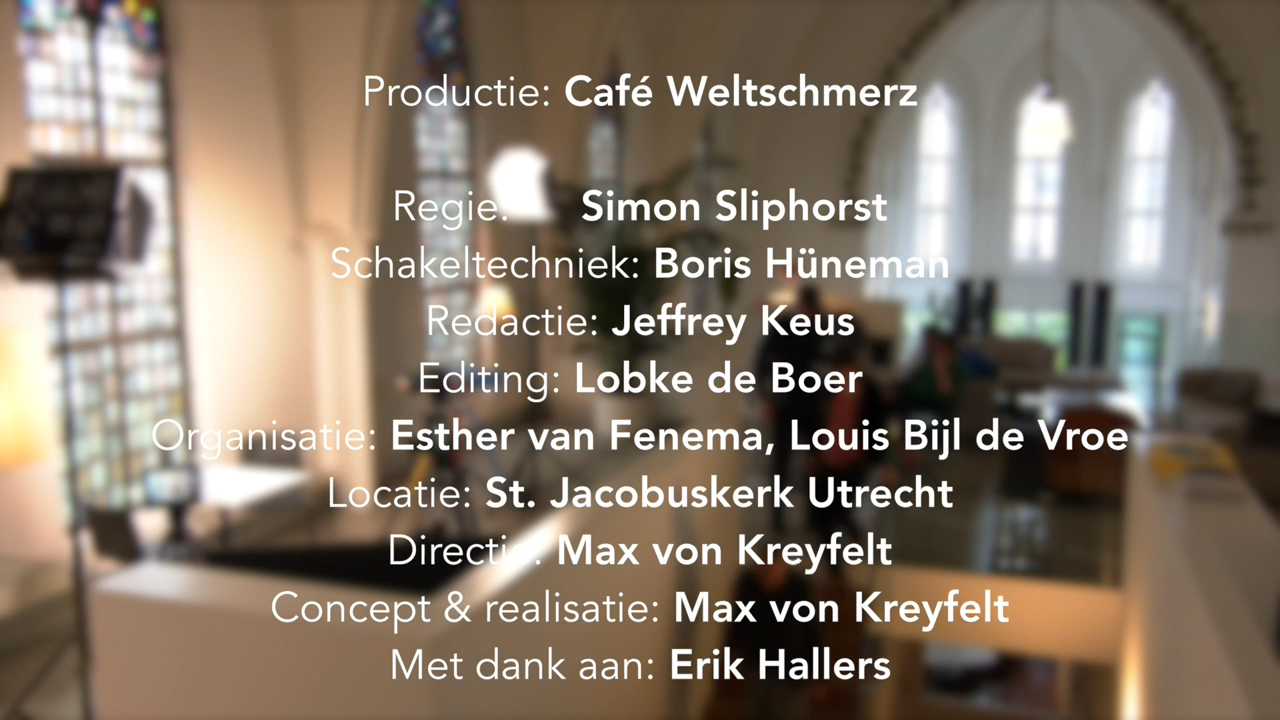 Productie: Café Weltschmerz
Regie: Simon Sliphorst
Schakeltechniek: Boris Hüneman
Redactie: Jeffrey Keus
Editing: Lobke de Boer
Organisatie: Esther van Fenema, Louis Bijl de Vroe
Locatie: St. Jacobuskerk Utrecht
Directie: Max von Kreyfelt
Concept & realisatie: Max von Kreyfelt
Met dank aan: Erik Hallers